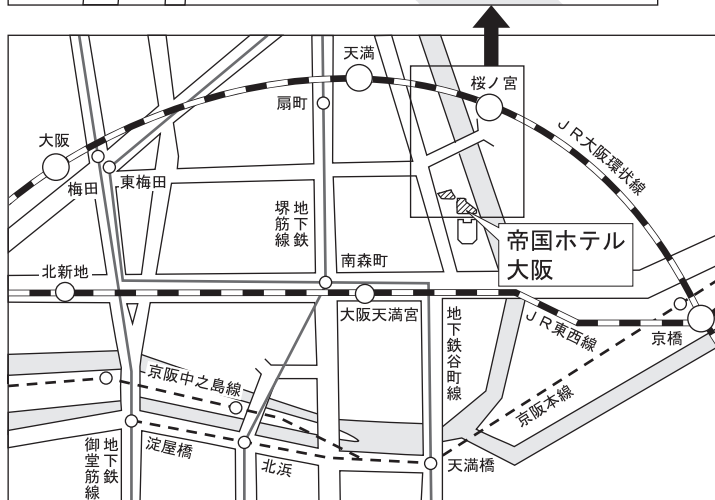 天満
桜ノ宮
扇町
JR大阪環状線
大阪
梅田
東梅田
地下鉄
堺筋線
帝国ホテル
大阪
南森町
北新地
大阪天満宮
地下鉄谷町線
JR東西線
京橋
京阪中之島線
京阪本線
地下鉄
御堂筋線
淀屋橋
北浜
天満橋